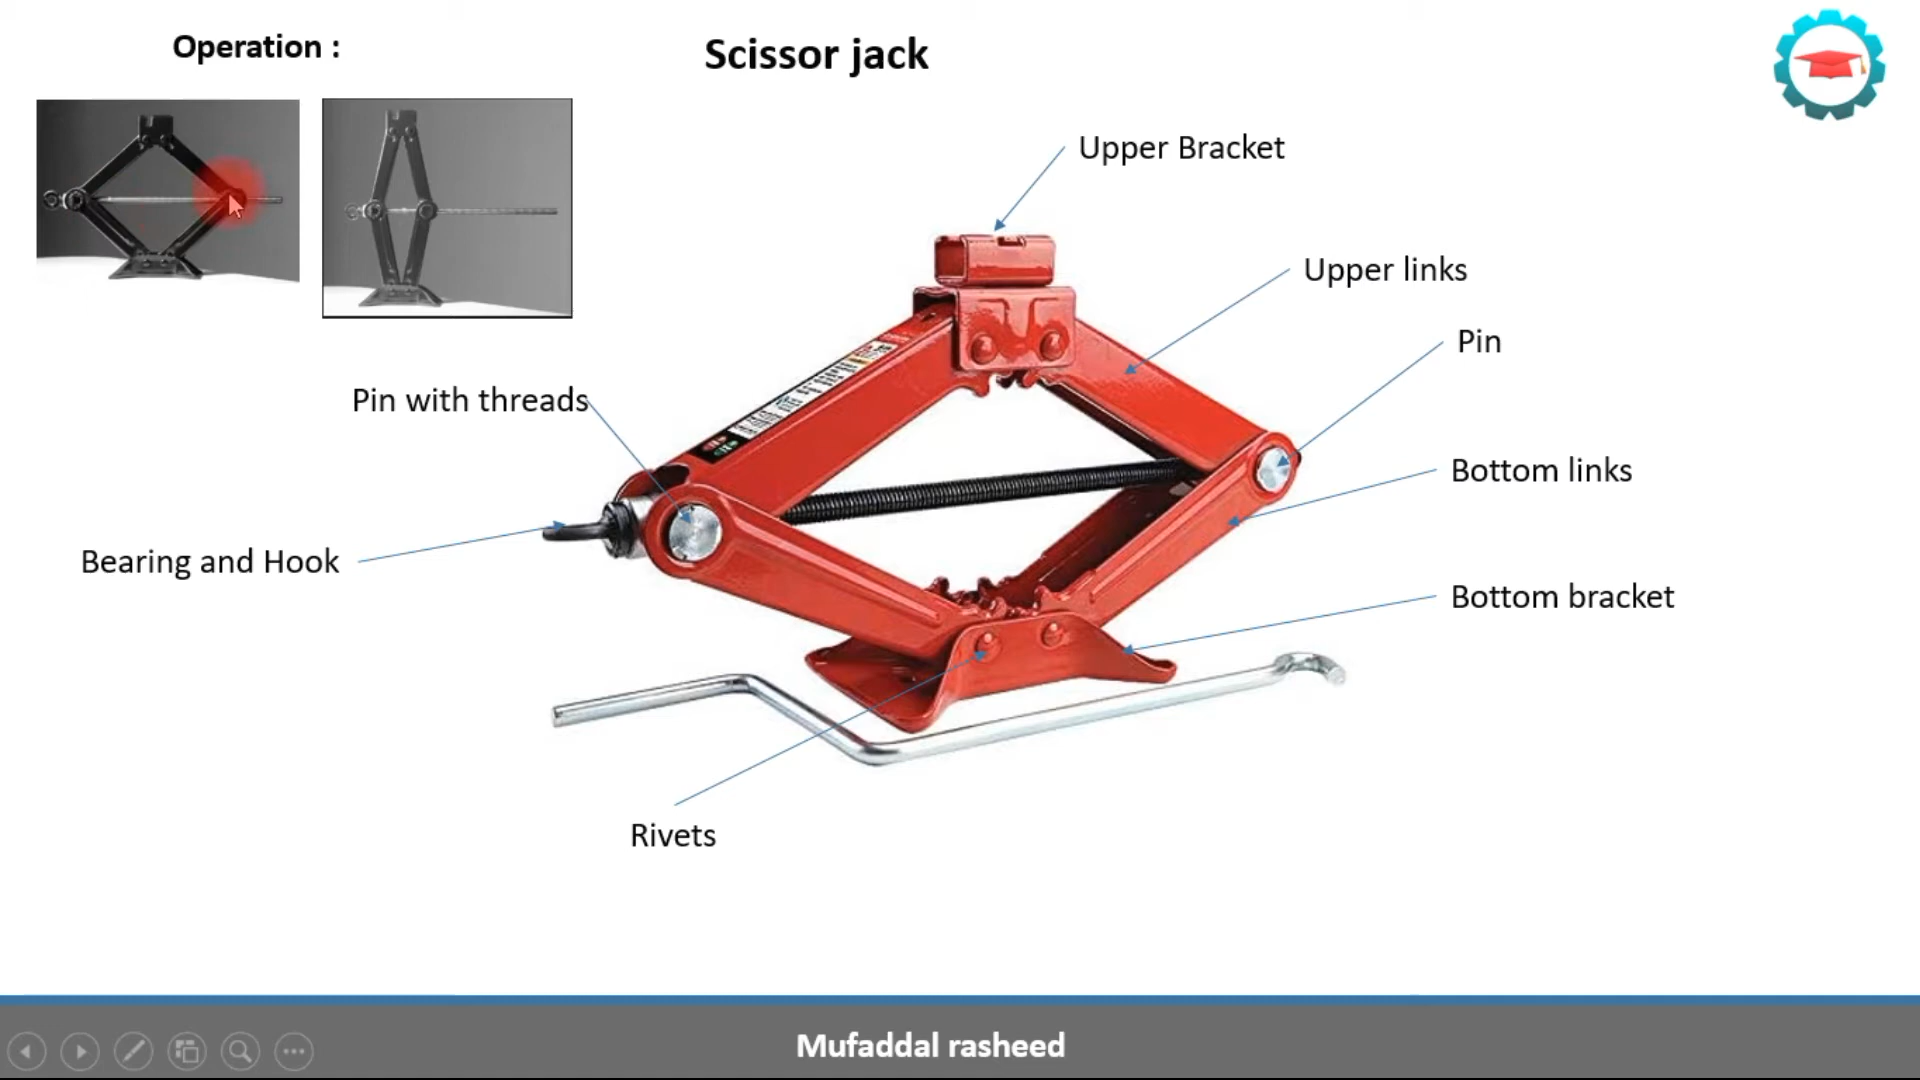 Operation :
Scissor jack
Upper Bracket
Upper links
Pin
Pin with threads
Bottom links
Bearing and Hook
Bottom bracket
Rivets
Mufaddal rasheed